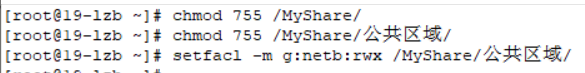 [root@19-lzb ~]# chmod 755 /MyShare/
[root@19-lzb ~]# chmod 755 /MyShare/公共区域/
[root@19-lzb ~]# setfacl -m g:netb:rwx /MyShare/公共区域/